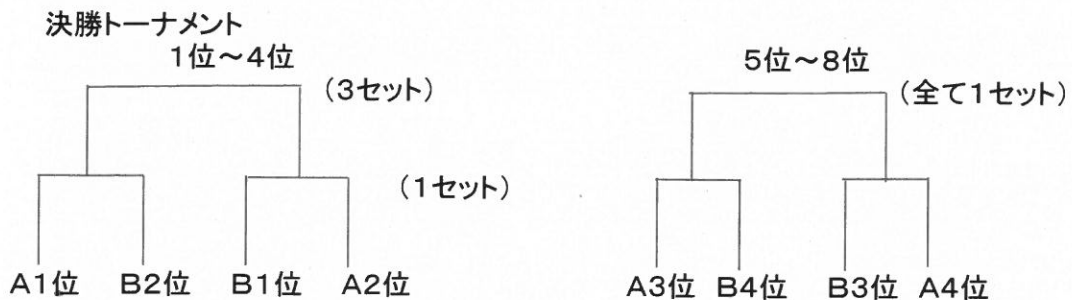 決勝トーナメント
1位～4位
(3セット)
(1セット)
A1位 B2位 B1位 A2位
5位～8位
(全て1セット)
A3位 B4位 B3位 A4位